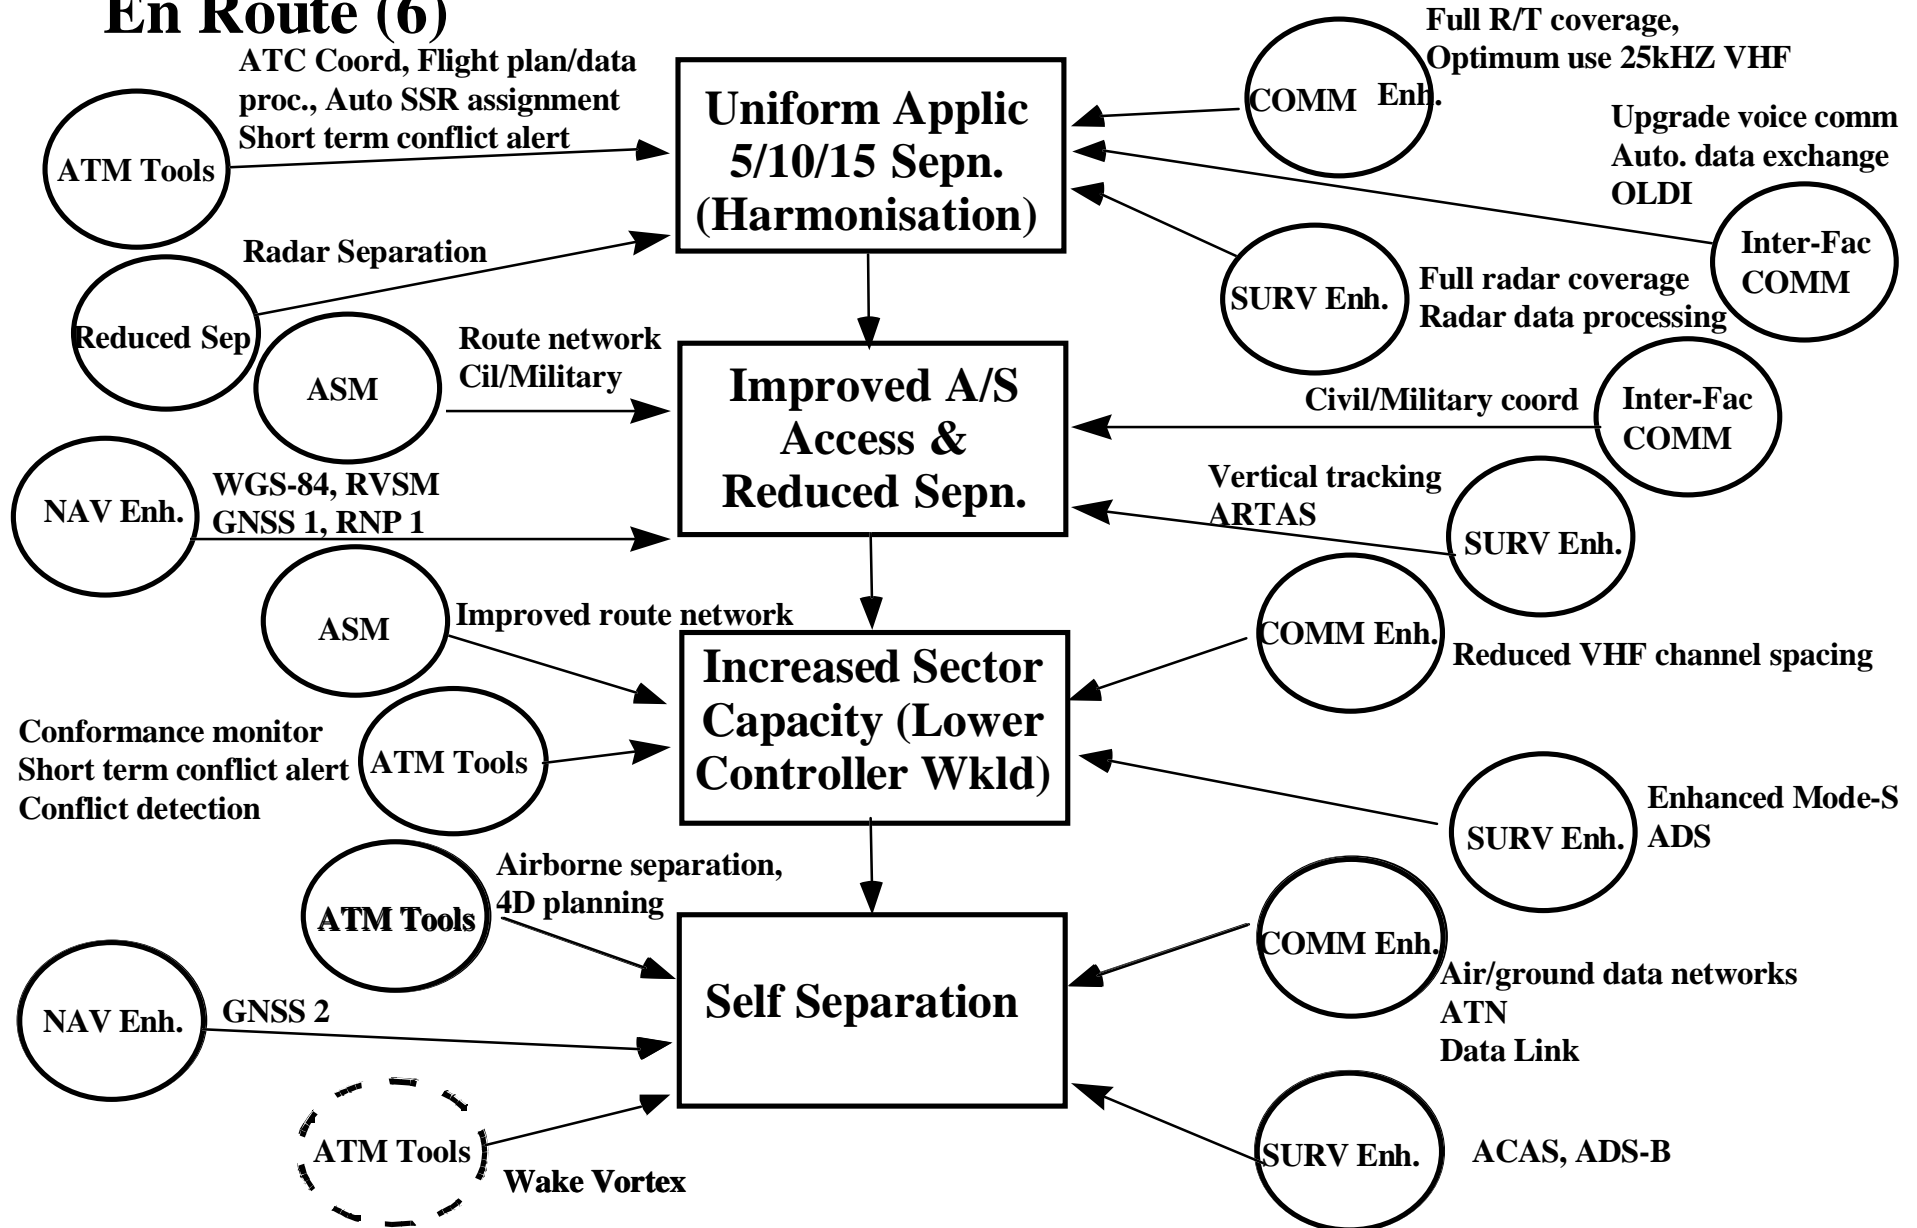 En Route (6)
ATC Coord, Flight plan/data
proc., Auto SSR assignment
Short term conflict alert
ATM Tools
Uniform Applic
5/10/15 Sepn.
(Harmonisation)
COMM Enh.
Full R/T coverage,
Optimum use 25kHZ VHF
Upgrade voice comm
Auto. data exchange
OLDI
Inter-Fac
COMM
Radar Separation
Reduced Sep
SURV Enh.
Full radar coverage
Radar data processing
ASM
Route network
Cil/Military
Improved A/S
Access &
Reduced Sepn.
Civil/Military coord
Inter-Fac
COMM
NAV Enh.
WGS-84, RVSM
GNSS 1, RNP 1
Vertical tracking
ARTAS
SURV Enh.
ASM
Improved route network
Increased Sector
Capacity (Lower
Controller Wkld)
COMM Enh.
Reduced VHF channel spacing
Conformance monitor
Short term conflict alert
Conflict detection
ATM Tools
SURV Enh.
Enhanced Mode-S
ADS
ATM Tools
Airborne separation,
4D planning
Self Separation
COMM Enh.
Air/ground data networks
ATN
Data Link
NAV Enh.
GNSS 2
ATM Tools
Wake Vortex
SURV Enh.
ACAS, ADS-B